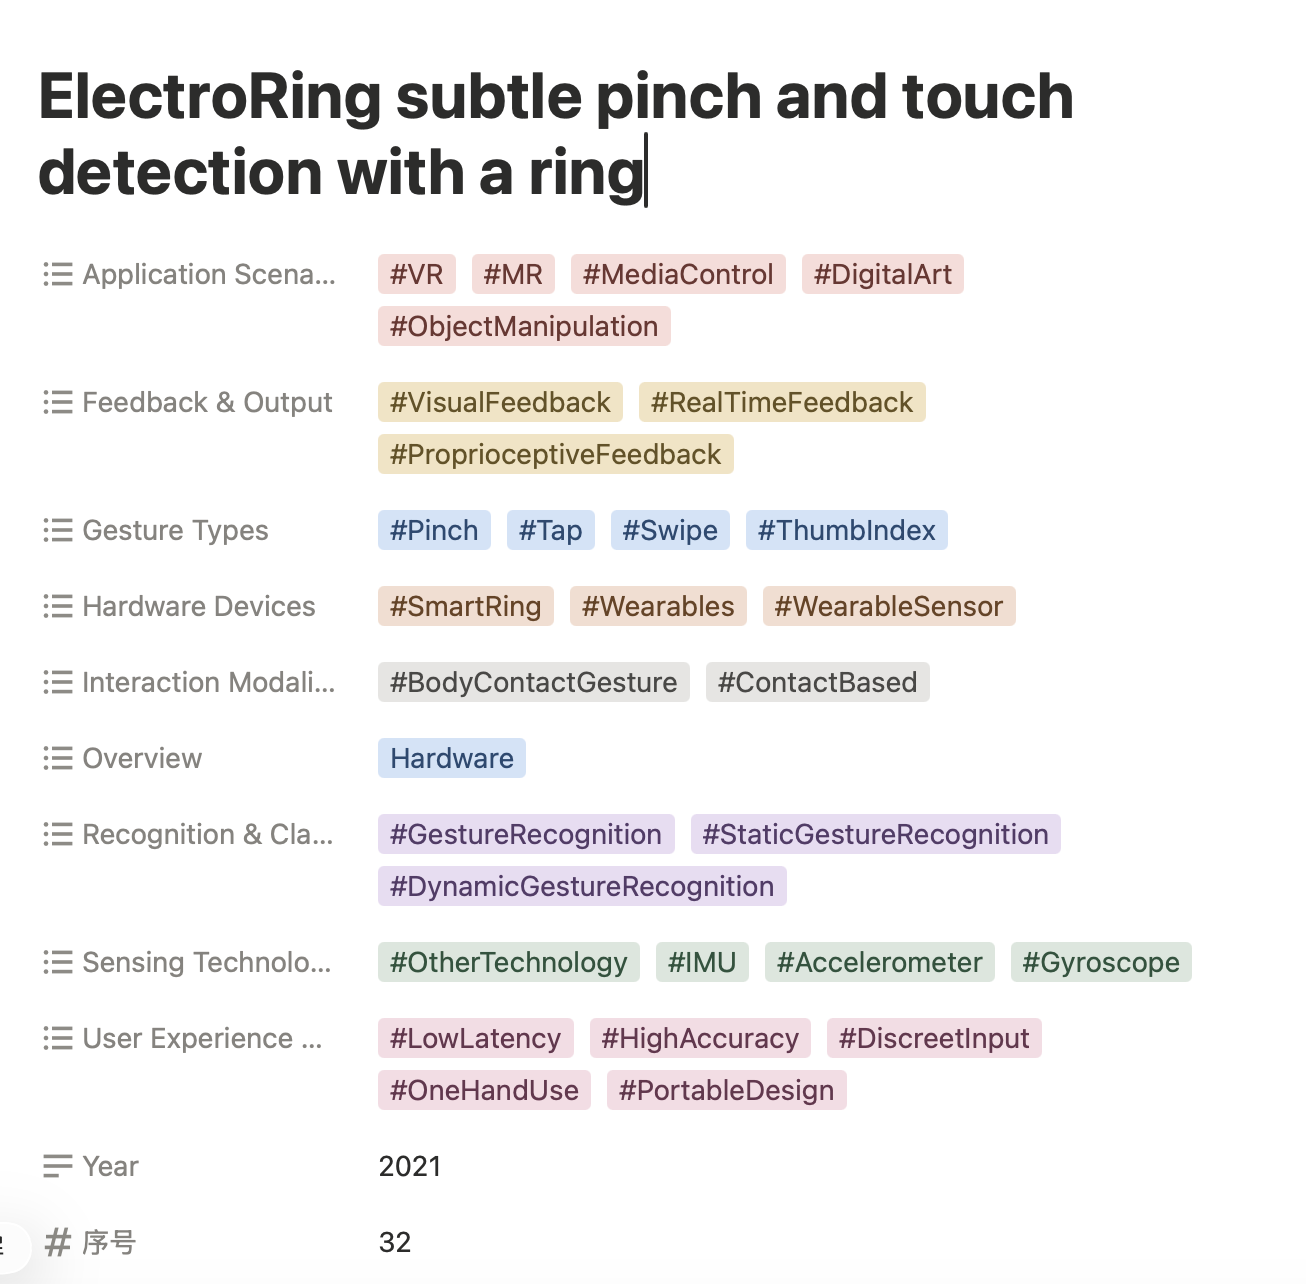 ElectroRing subtle pinch and touch
detection with a ring
Application Scena... #VR #MR #MediaControl #DigitalArt
#ObjectManipulation
Feedback & Output #VisualFeedback #RealTimeFeedback
#ProprioceptiveFeedback
Gesture Types #Pinch #Tap #Swipe #ThumbIndex
Hardware Devices #SmartRing #Wearables #WearableSensor
Interaction Modali... #BodyContactGesture #ContactBased
Overview Hardware
Recognition & Cla... #GestureRecognition #StaticGestureRecognition
#DynamicGestureRecognition
Sensing Technolo... #OtherTechnology #IMU #Accelerometer #Gyroscope
User Experience ... #LowLatency #HighAccuracy #DiscreetInput
#OneHandUse #PortableDesign
Year 2021
序号 32